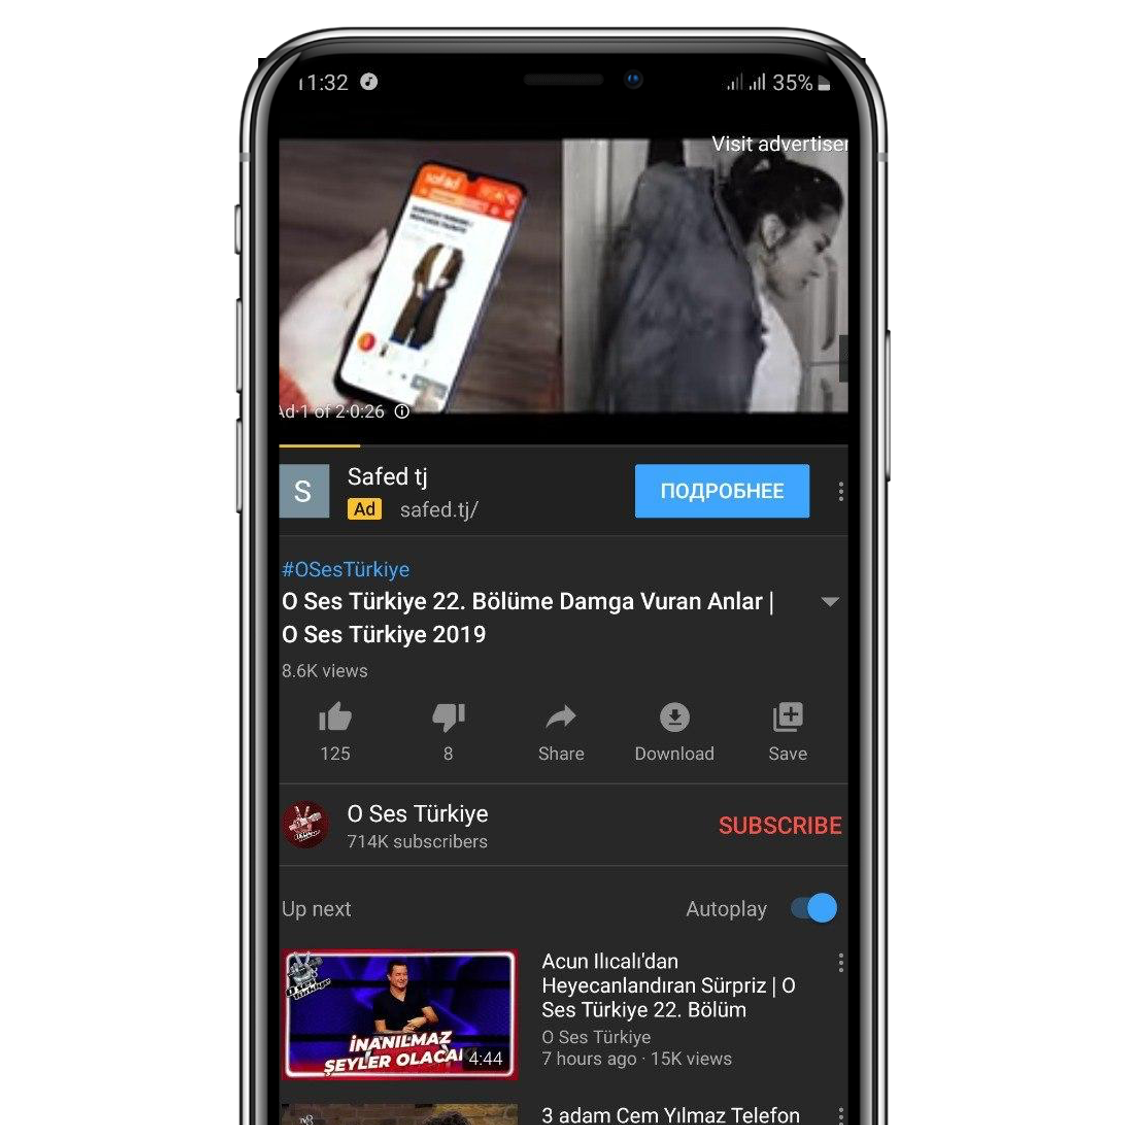 11:32
35%
Visit advertiser
safed
Ad·1 of 2·0:26
S
Safed tj
Ad safed.tj/
ПОДРОБНЕЕ
#OSesTürkiye
O Ses Türkiye 22. Bölüme Damga Vuran Anlar |
O Ses Türkiye 2019
8.6K views
125
8
Share
Download
Save
O Ses Türkiye
714K subscribers
SUBSCRIBE
Up next
Autoplay
İNANILMAZ
ŞEYLER OLACAK
4:44
Acun Ilıcalı'dan
Heyecanlandıran Sürpriz | O
Ses Türkiye 22. Bölüm
O Ses Türkiye
7 hours ago · 15K views
3 adam Cem Yılmaz Telefon